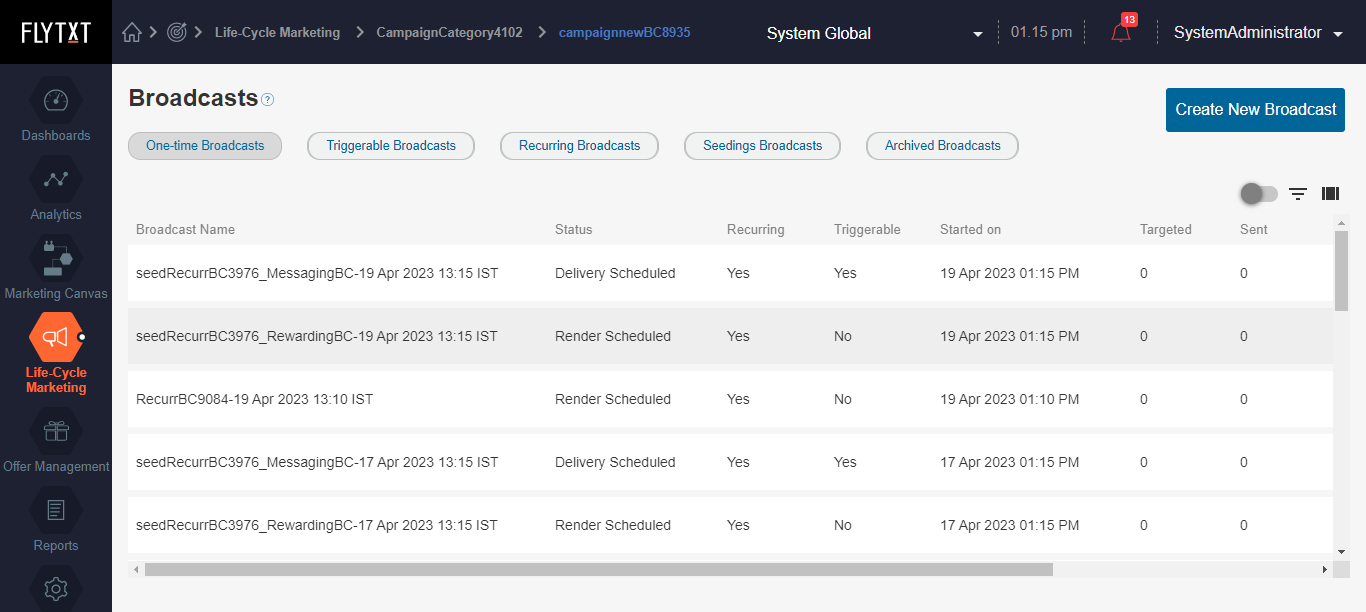 FLYTXT
Life-Cycle Marketing CampaignCategory4102 campaignnewBC8935 System Global 01.15 pm 13 SystemAdministrator
Dashboards
Analytics
Marketing Canvas
Life-Cycle
Marketing
Offer Management
Reports
Broadcasts ?
Create New Broadcast
One-time Broadcasts Triggerable Broadcasts Recurring Broadcasts Seedings Broadcasts Archived Broadcasts
Broadcast Name Status Recurring Triggerable Started on Targeted Sent
seedRecurrBC3976_MessagingBC-19 Apr 2023 13:15 IST Delivery Scheduled Yes Yes 19 Apr 2023 01:15 PM 0 0
seedRecurrBC3976_RewardingBC-19 Apr 2023 13:15 IST Render Scheduled Yes No 19 Apr 2023 01:15 PM 0 0
RecurrBC9084-19 Apr 2023 13:10 IST Render Scheduled Yes No 19 Apr 2023 01:10 PM 0 0
seedRecurrBC3976_MessagingBC-17 Apr 2023 13:15 IST Delivery Scheduled Yes Yes 17 Apr 2023 01:15 PM 0 0
seedRecurrBC3976_RewardingBC-17 Apr 2023 13:15 IST Render Scheduled Yes No 17 Apr 2023 01:15 PM 0 0